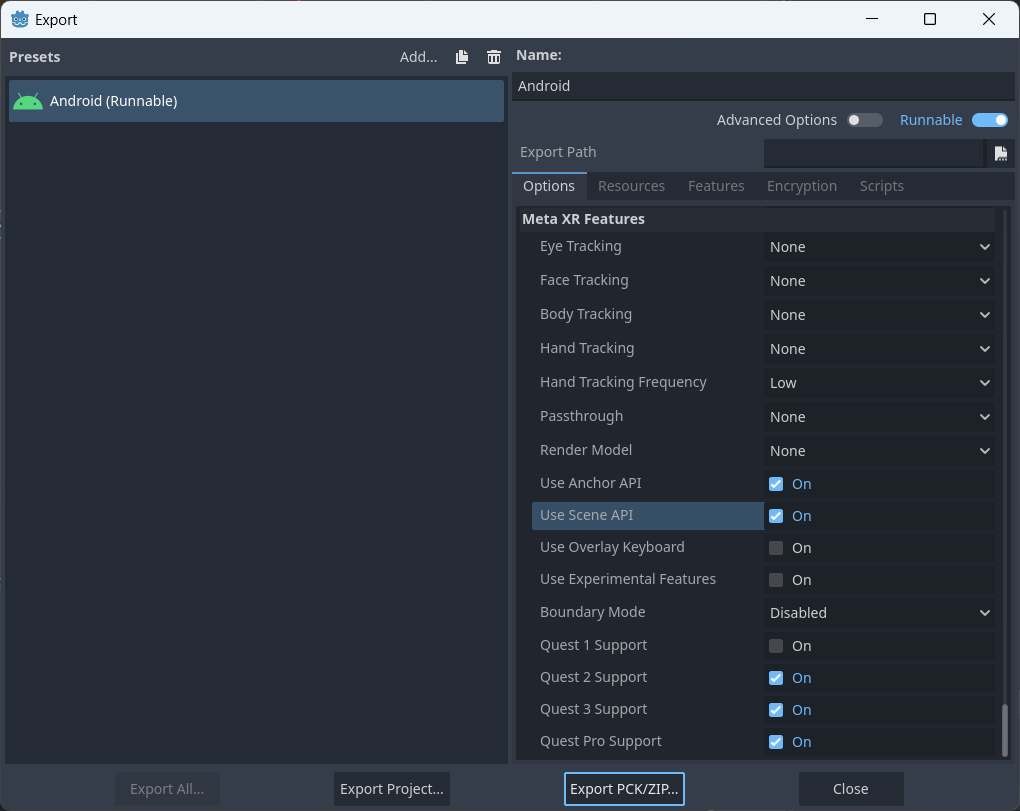 Export
Presets
Add...
Name:
Android (Runnable)
Android
Advanced Options
Runnable
Export Path
Options Resources Features Encryption Scripts
Meta XR Features
Eye Tracking None
Face Tracking None
Body Tracking None
Hand Tracking None
Hand Tracking Frequency Low
Passthrough None
Render Model None
Use Anchor API On
Use Scene API On
Use Overlay Keyboard On
Use Experimental Features On
Boundary Mode Disabled
Quest 1 Support On
Quest 2 Support On
Quest 3 Support On
Quest Pro Support On
Export All... Export Project... Export PCK/ZIP... Close